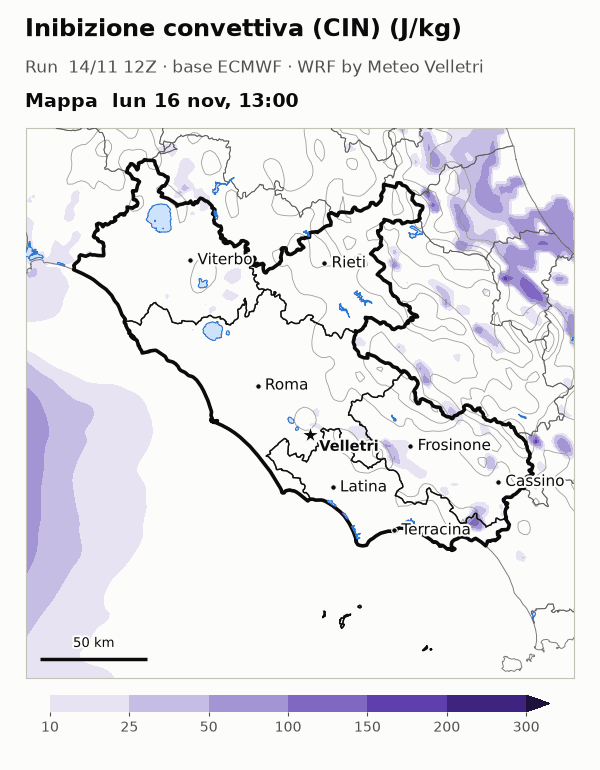 Inibizione convettiva (CIN) (J/kg)
Run  14/11 12Z · base ECMWF · WRF by Meteo Velletri
Mappa  lun 16 nov, 13:00
Viterbo
Rieti
Roma
Velletri
Frosinone
Cassino
Latina
Terracina
50 km
10 25 50 100 150 200 300